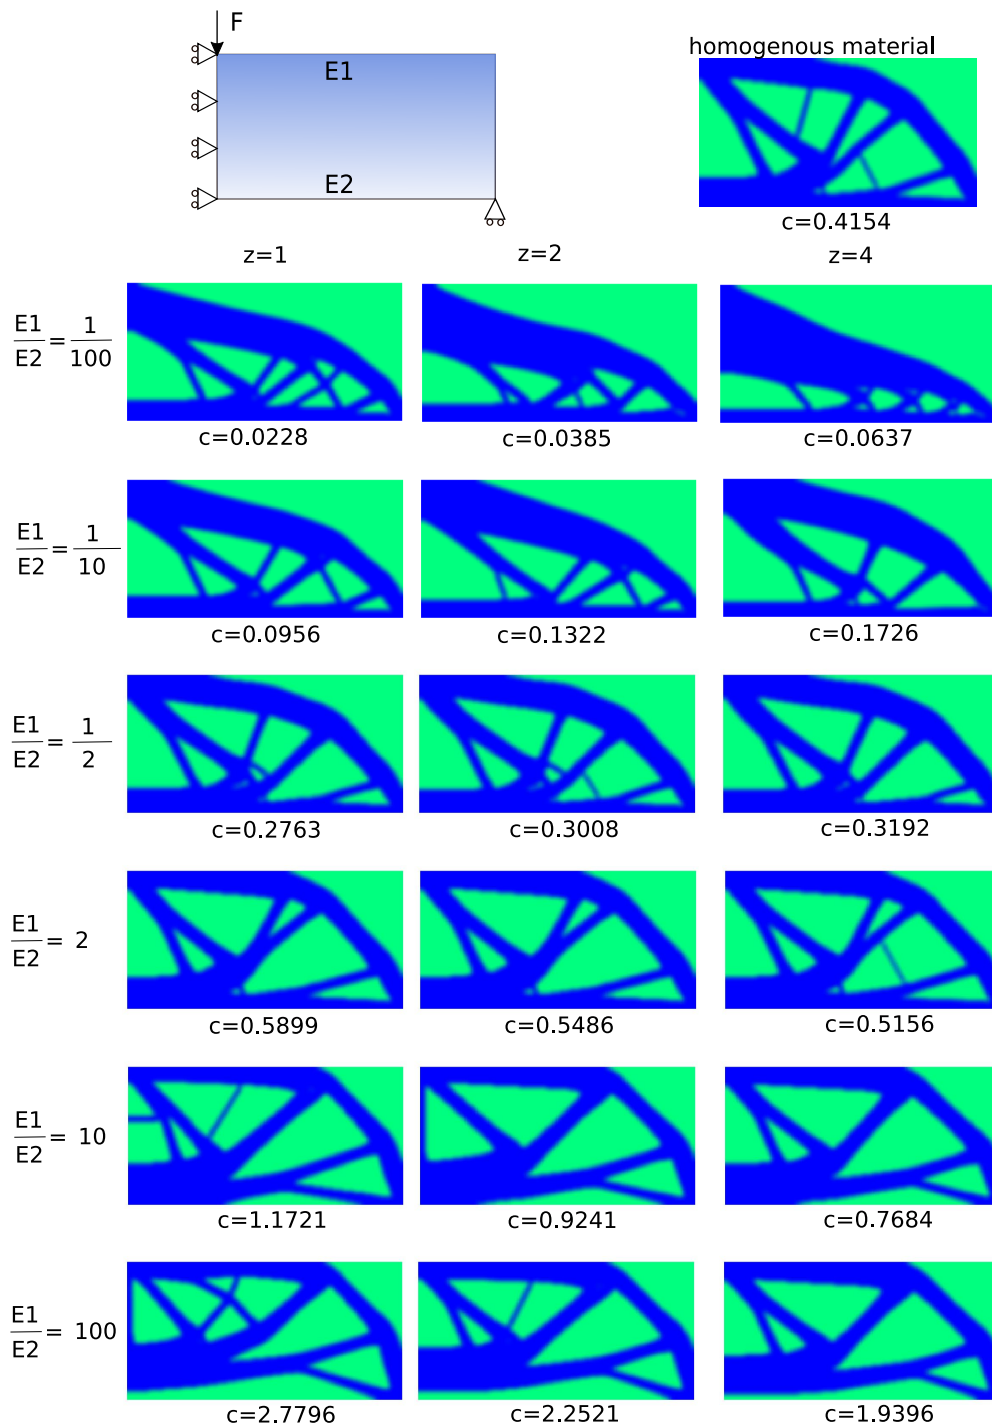 F
E1
E2
homogenous material
c=0.4154
z=1 z=2 z=4
E1/E2 = 1/100
c=0.0228 c=0.0385 c=0.0637
E1/E2 = 1/10
c=0.0956 c=0.1322 c=0.1726
E1/E2 = 1/2
c=0.2763 c=0.3008 c=0.3192
E1/E2 = 2
c=0.5899 c=0.5486 c=0.5156
E1/E2 = 10
c=1.1721 c=0.9241 c=0.7684
E1/E2 = 100
c=2.7796 c=2.2521 c=1.9396